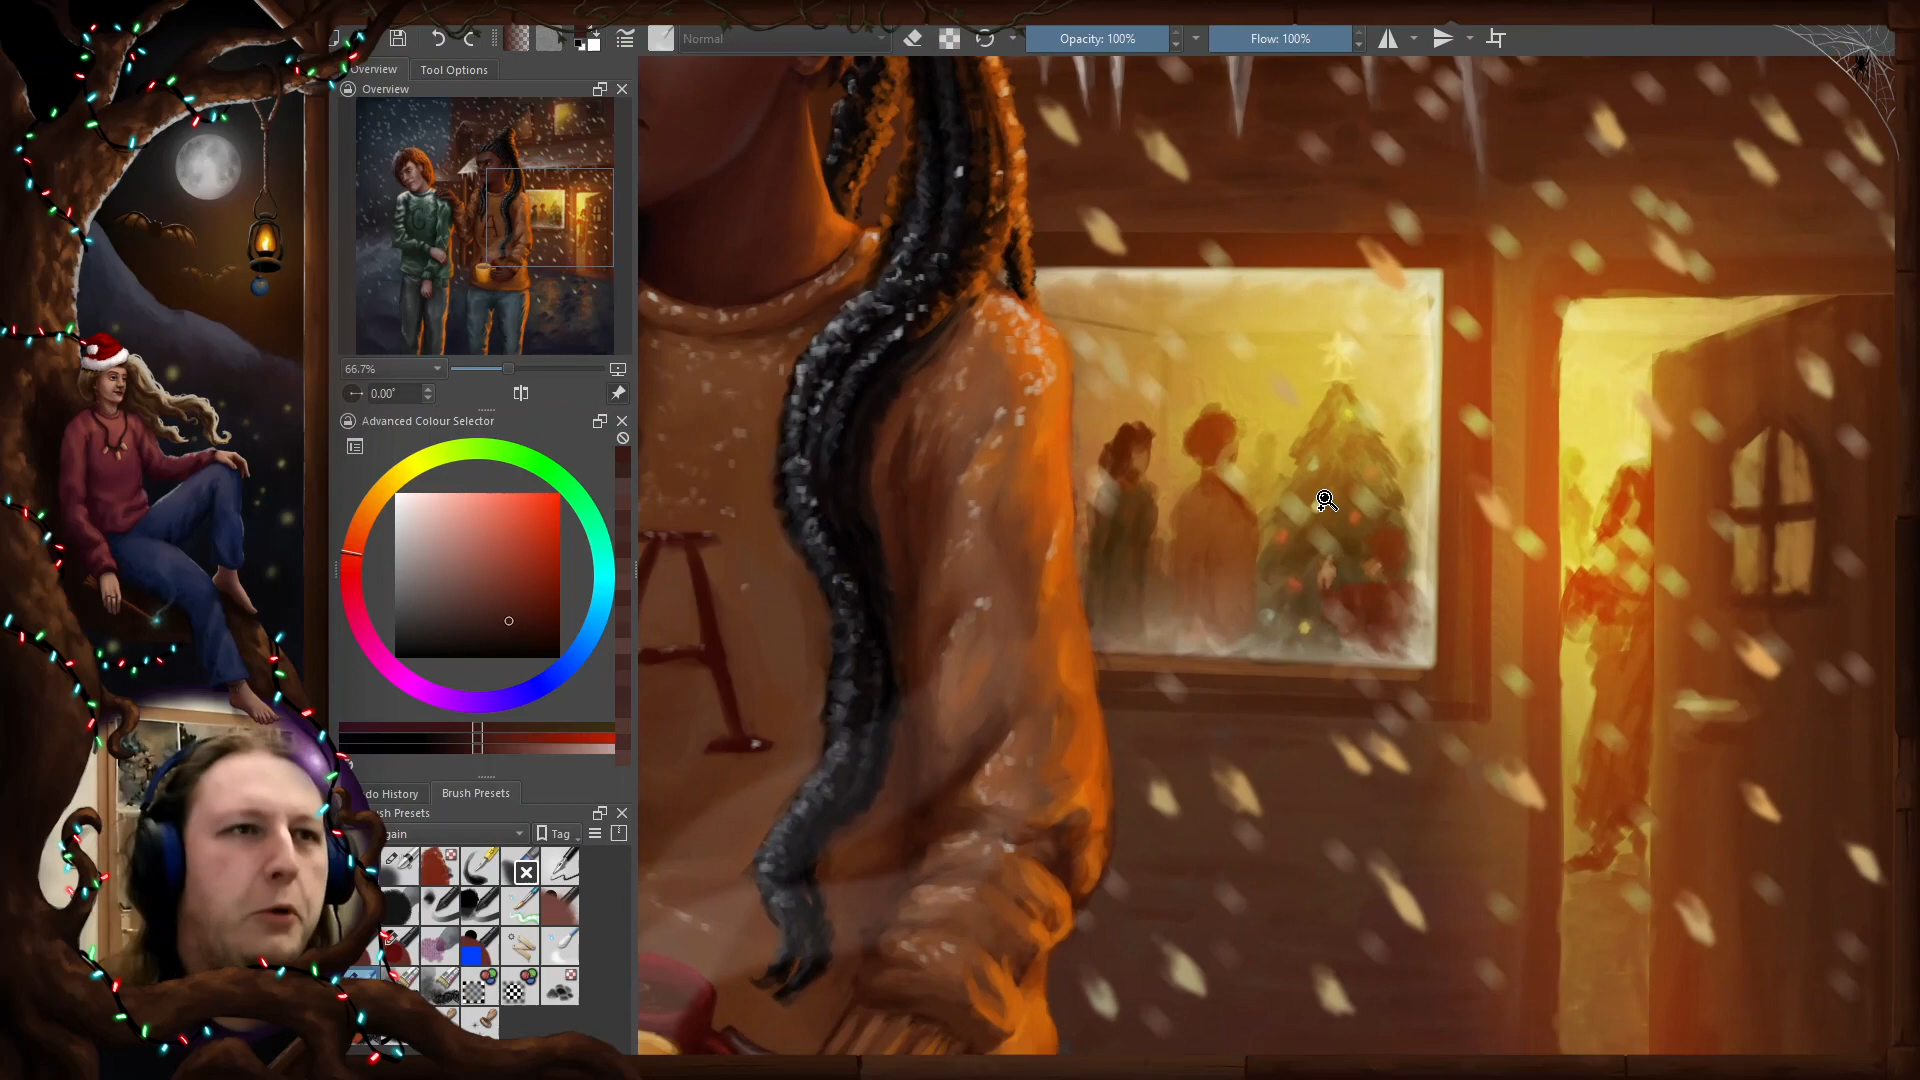 Normal
Opacity: 100%
Flow: 100%
Overview
Tool Options
Overview
66.7%
0.00°
Advanced Colour Selector
do History
Brush Presets
ush Presets
gain
Tag
A